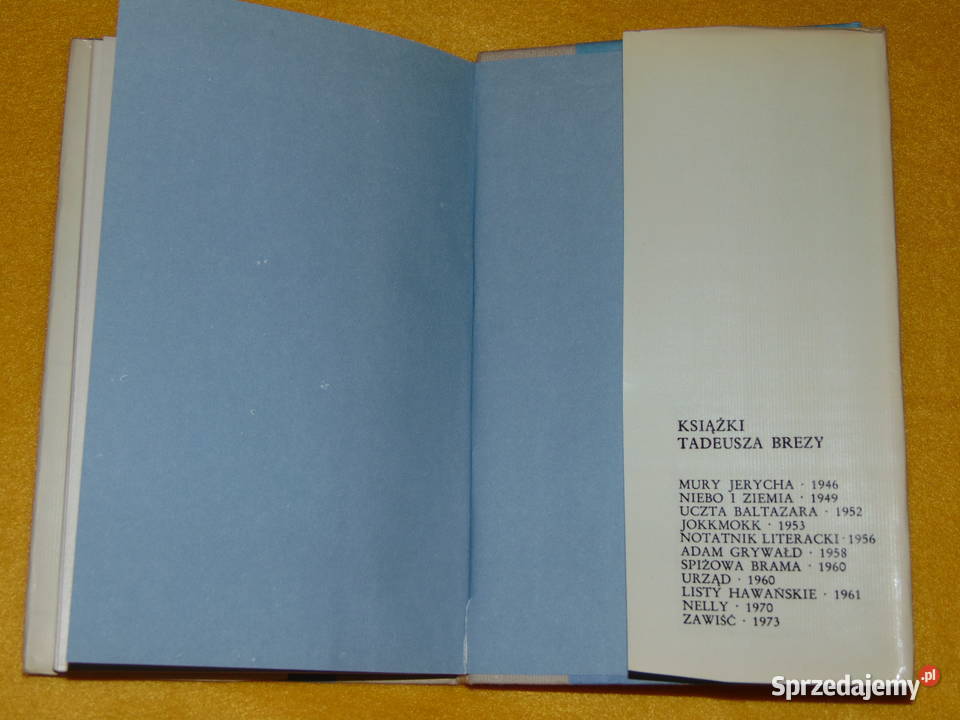 KSIĄŻKI
TADEUSZA BREZY
MURY JERYCHA · 1946
NIEBO I ZIEMIA · 1949
UCZTA BALTAZARA · 1952
JOKKMOKK · 1953
NOTATNIK LITERACKI · 1956
ADAM GRYWAŁD · 1958
SPIŻOWA BRAMA · 1960
URZĄD · 1960
LISTY HAWAŃSKIE · 1961
NELLY · 1970
ZAWIŚĆ · 1973
Sprzedajemy.pl